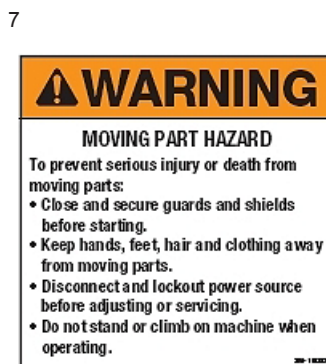 7
WARNING
MOVING PART HAZARD
To prevent serious injury or death from
moving parts:
• Close and secure guards and shields
before starting.
• Keep hands, feet, hair and clothing away
from moving parts.
• Disconnect and lockout power source
before adjusting or servicing.
• Do not stand or climb on machine when
operating.